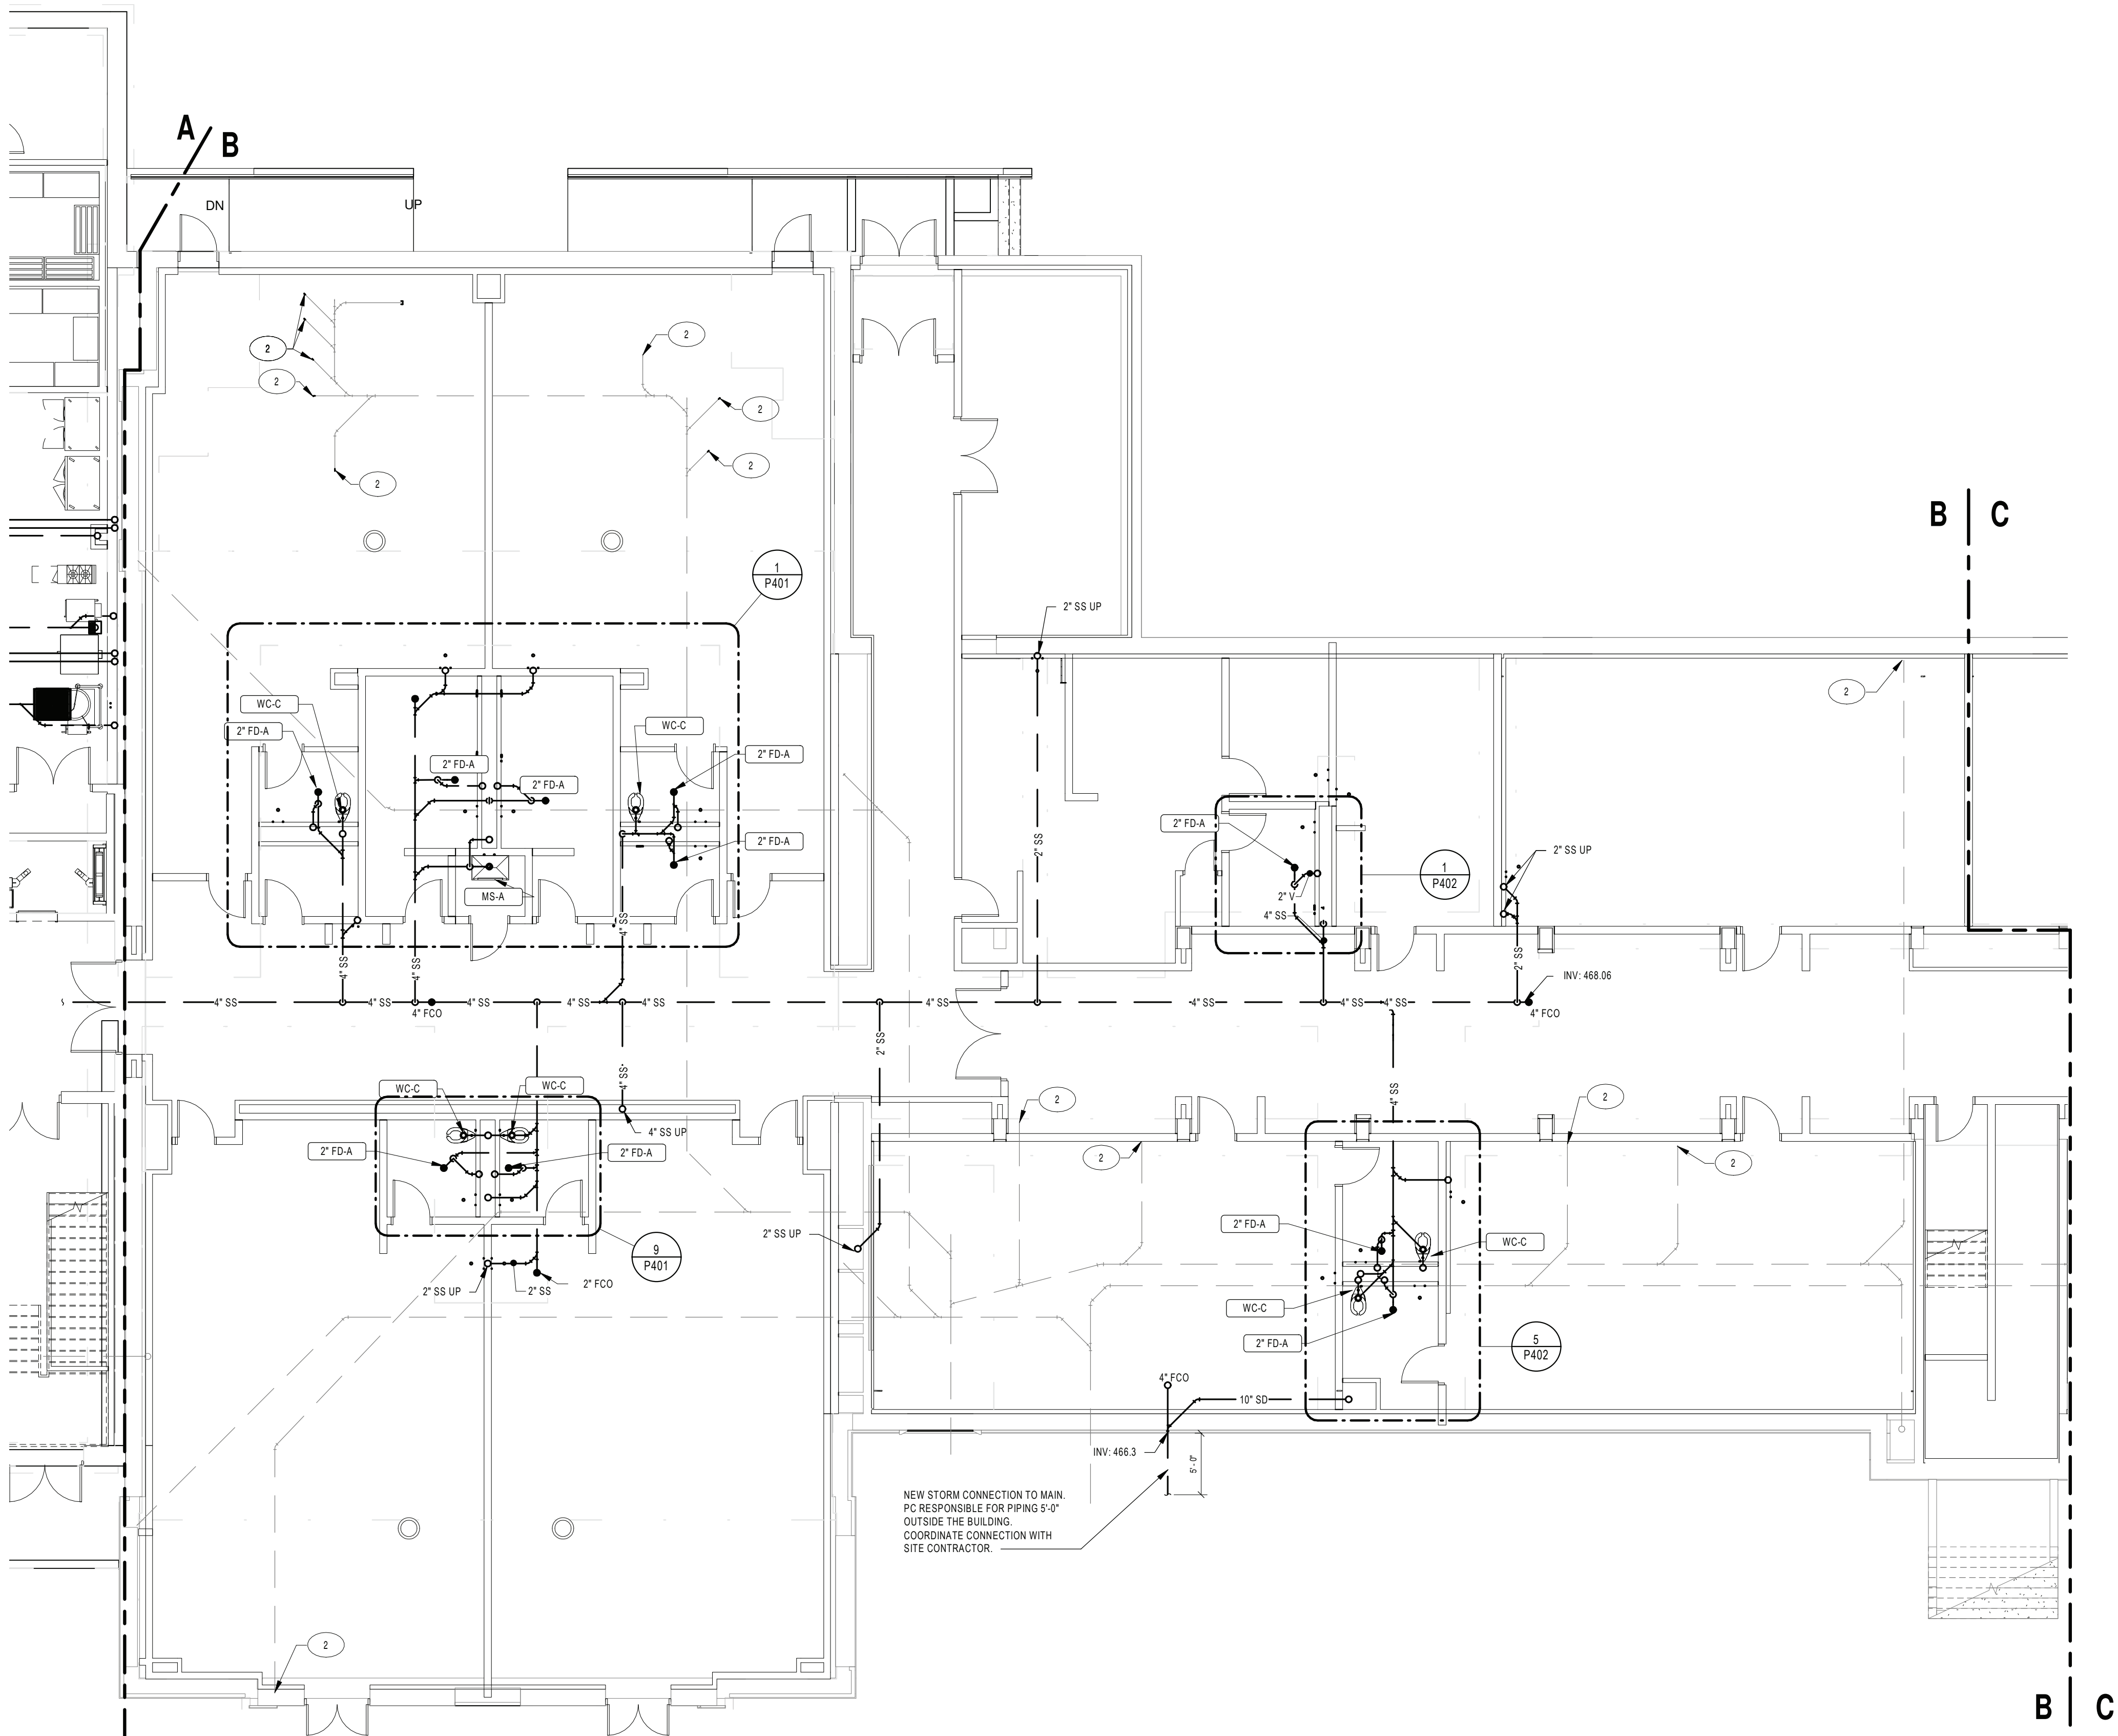 A
B
DN
UP
2
2
2
2
2
2
B
C
1
P401
2" SS UP
WC-C
WC-C
2
2" FD-A
2" FD-A
2" FD-A
2" FD-A
2" FD-A
2" FD-A
2" SS
1
P402
2" SS UP
2" V
MS-A
4" SS
4" SS
4" SS
4" SS
2" SS
INV: 468.06
4" SS
4" SS
4" SS
4" SS
4" SS
4" SS
4" SS
4" SS
4" SS
4" FCO
4" FCO
2" SS
4" SS
4" SS
WC-C
WC-C
2
2
4" SS UP
2" FD-A
2" FD-A
2
2
2" SS UP
2" FD-A
WC-C
9
P401
2" SS UP
2" SS
2" FCO
WC-C
2" FD-A
5
P402
4" FCO
10" SD
INV: 466.3
5'-0"
NEW STORM CONNECTION TO MAIN.
PC RESPONSIBLE FOR PIPING 5'-0"
OUTSIDE THE BUILDING.
COORDINATE CONNECTION WITH
SITE CONTRACTOR.
2
B
C